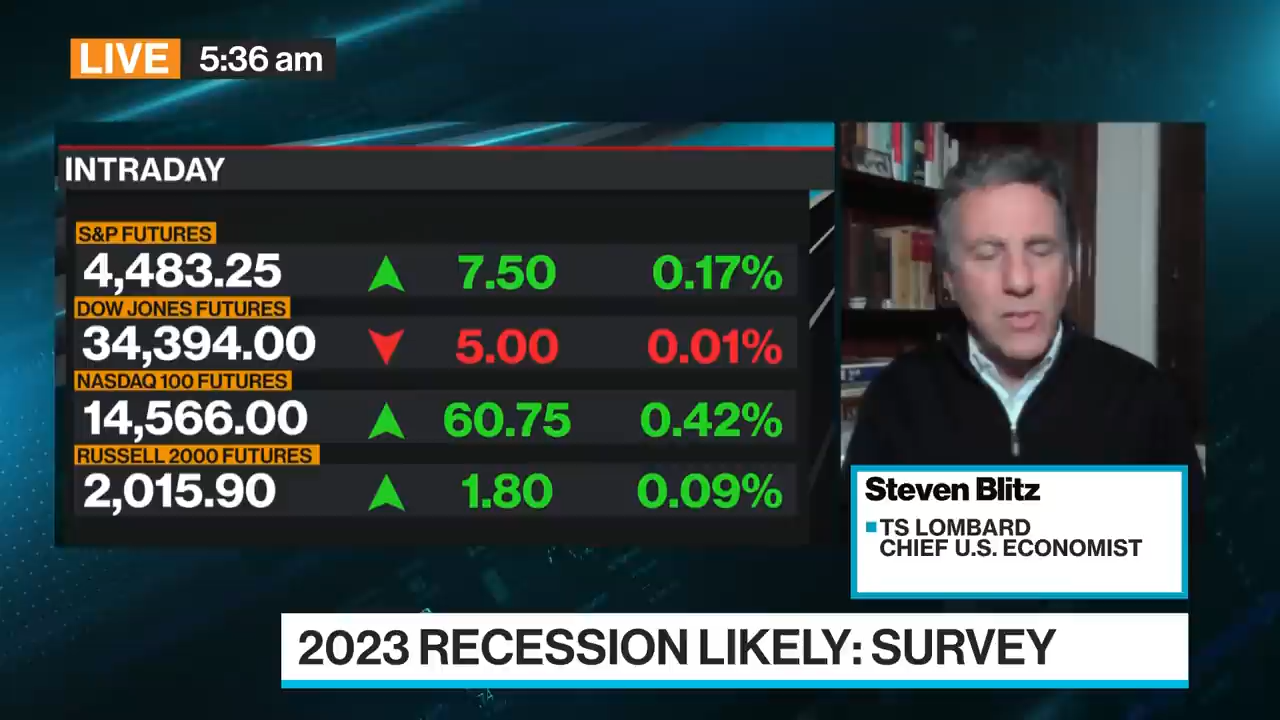 LIVE 5:36 am
INTRADAY
S&P FUTURES
4,483.25 7.50 0.17%
DOW JONES FUTURES
34,394.00 5.00 0.01%
NASDAQ 100 FUTURES
14,566.00 60.75 0.42%
RUSSELL 2000 FUTURES
2,015.90 1.80 0.09%
Steven Blitz
TS LOMBARD
CHIEF U.S. ECONOMIST
2023 RECESSION LIKELY: SURVEY